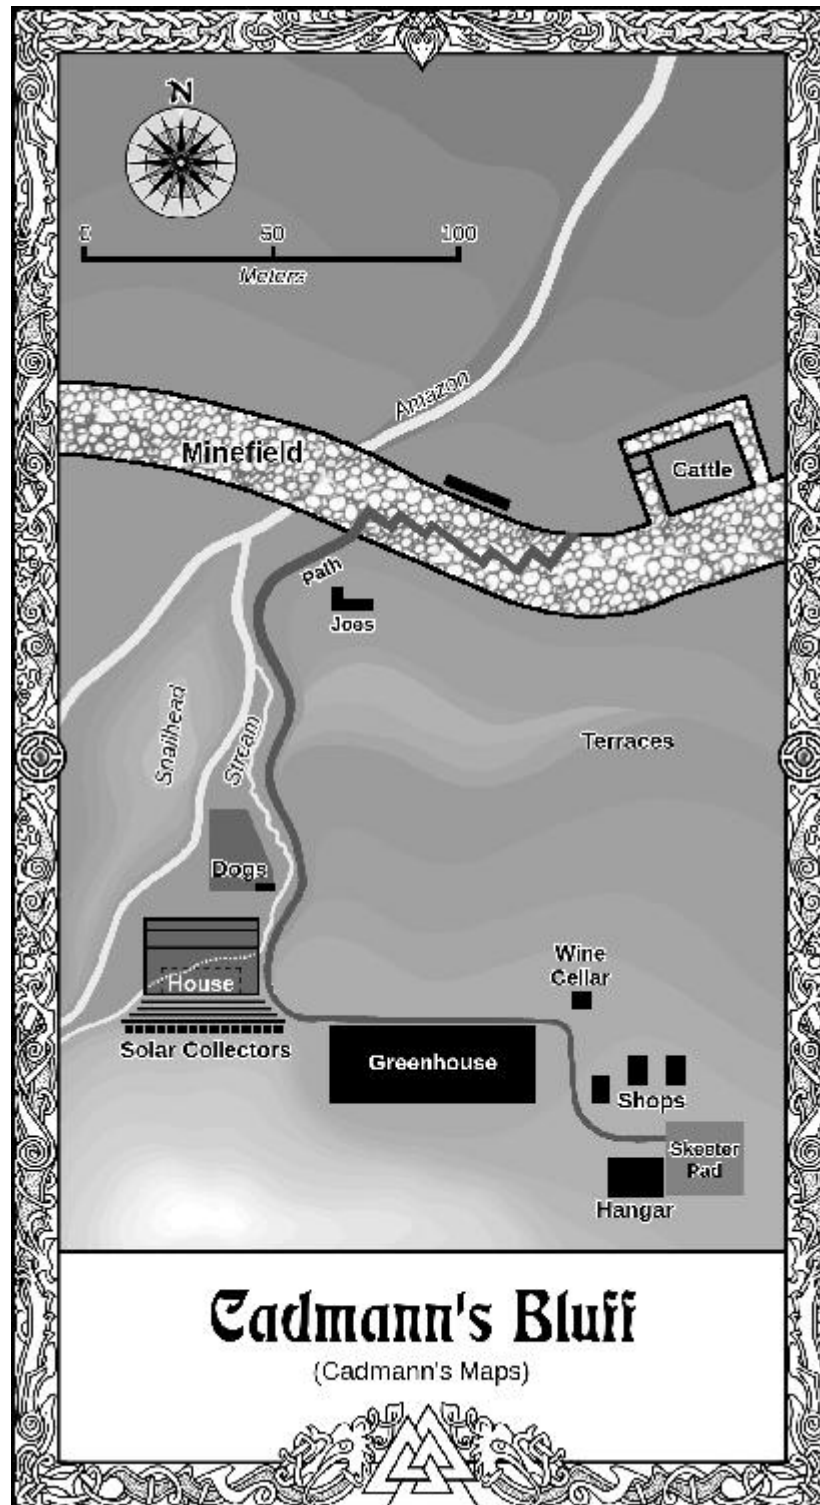 N
0 50 100
Meters
Amazon
Minefield
Cattle
Path
Joes
Snailhead
Stream
Terraces
Dogs
Wine
Cellar
House
Solar Collectors
Greenhouse
Shops
Skeeter
Pad
Hangar
Cadmann's Bluff
(Cadmann's Maps)